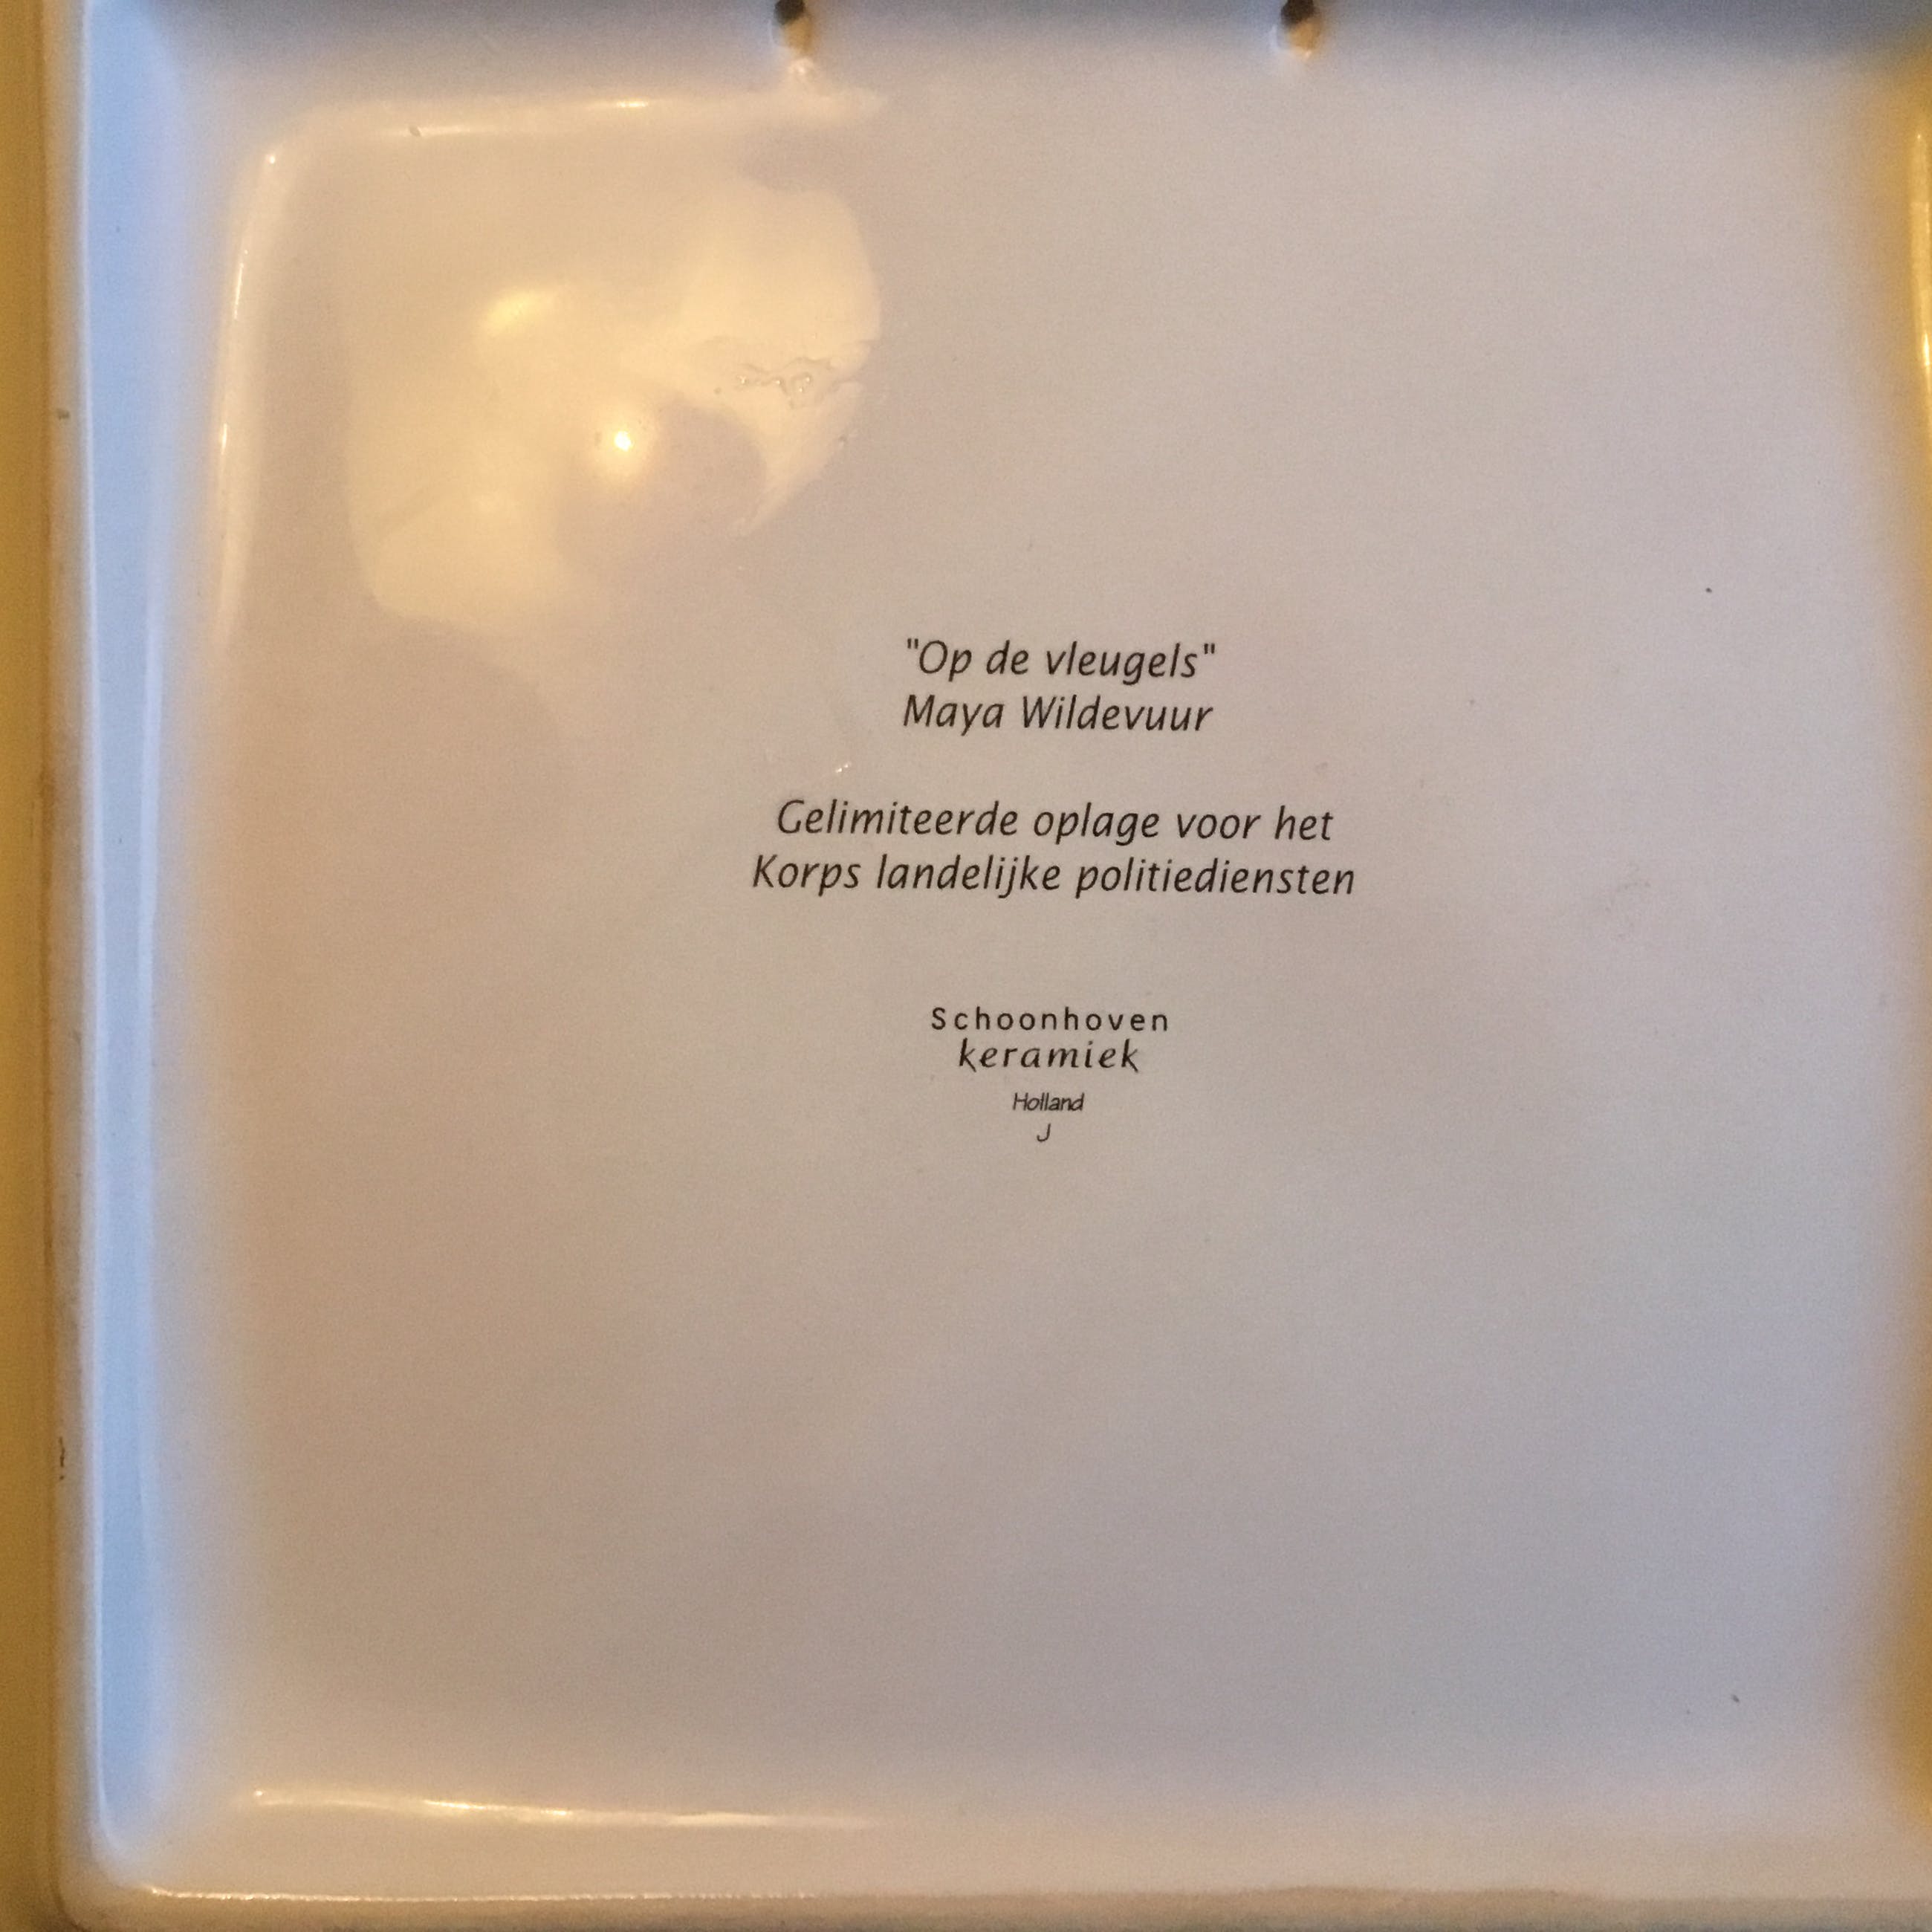 "Op de vleugels"
Maya Wildevuur
Gelimiteerde oplage voor het
Korps landelijke politiediensten
Schoonhoven
keramiek
Holland
J